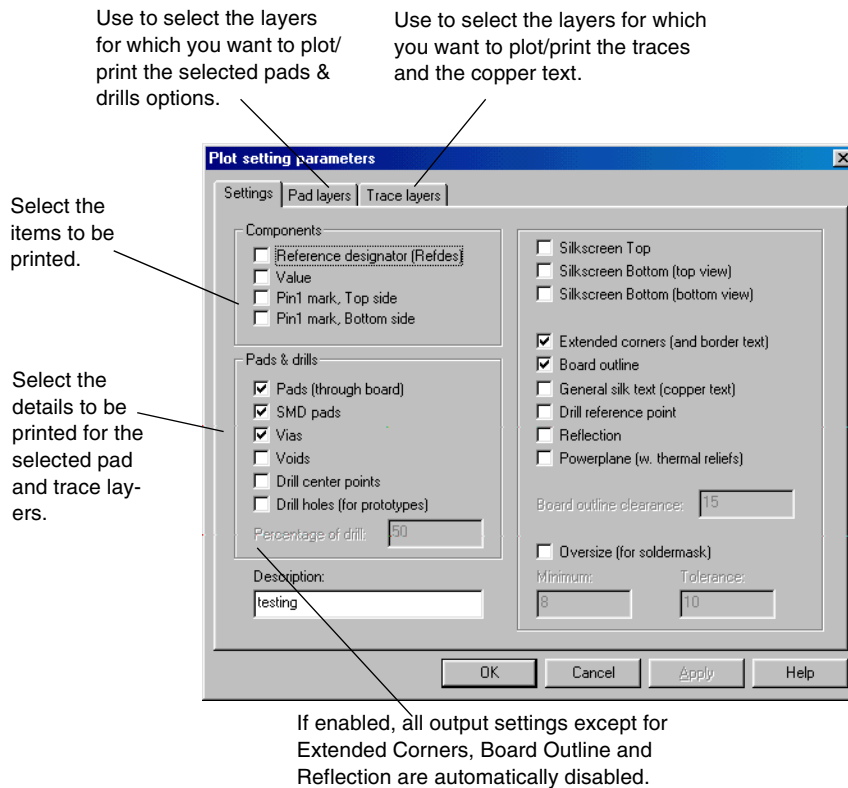 Use to select the layers
for which you want to plot/
print the selected pads &
drills options.
Use to select the layers for which
you want to plot/print the traces
and the copper text.
Plot setting parameters
Settings
Pad layers
Trace layers
Select the
items to be
printed.
Components
Reference designator (Refdes)
Value
Pin1 mark, Top side
Pin1 mark, Bottom side
Select the
details to be
printed for the
selected pad
and trace lay-
ers.
Pads & drills
Pads (through board)
SMD pads
Vias
Voids
Drill center points
Drill holes (for prototypes)
Percentage of drill:
50
Description:
testing
Silkscreen Top
Silkscreen Bottom (top view)
Silkscreen Bottom (bottom view)
Extended corners (and border text)
Board outline
General silk text (copper text)
Drill reference point
Reflection
Powerplane (w. thermal reliefs)
Board outline clearance:
15
Oversize (for soldermask)
Minimum:
Tolerance:
8
10
OK
Cancel
Apply
Help
If enabled, all output settings except for
Extended Corners, Board Outline and
Reflection are automatically disabled.